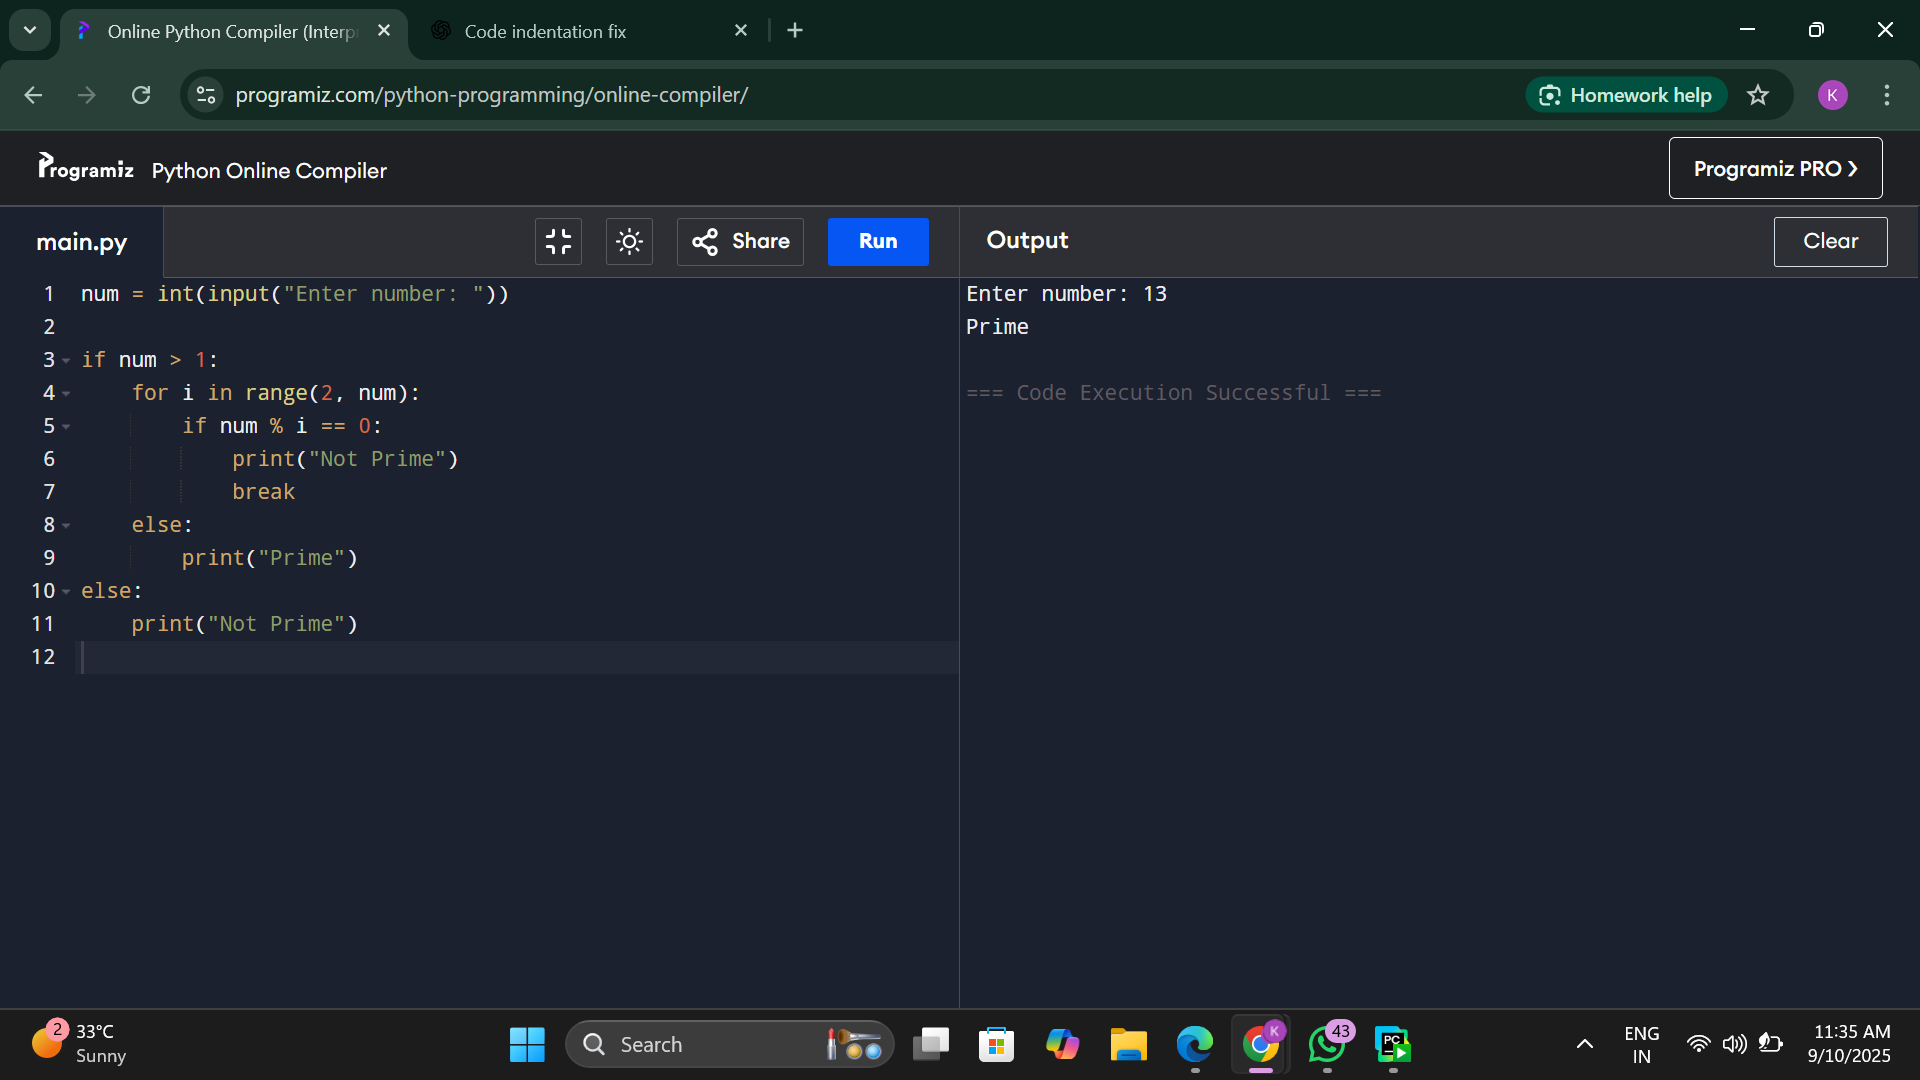 Online Python Compiler (Interp
Code indentation fix
programiz.com/python-programming/online-compiler/
Homework help
K
Programiz
Python Online Compiler
Programiz PRO ❯
main.py
Share
Run
Output
Clear
1 num = int(input("Enter number: "))
2
3 if num > 1:
4     for i in range(2, num):
5         if num % i == 0:
6             print("Not Prime")
7             break
8     else:
9         print("Prime")
10 else:
11     print("Not Prime")
12
Enter number: 13
Prime
=== Code Execution Successful ===
2
33°C
Sunny
Search
K
43
PC
ENG
IN
11:35 AM
9/10/2025